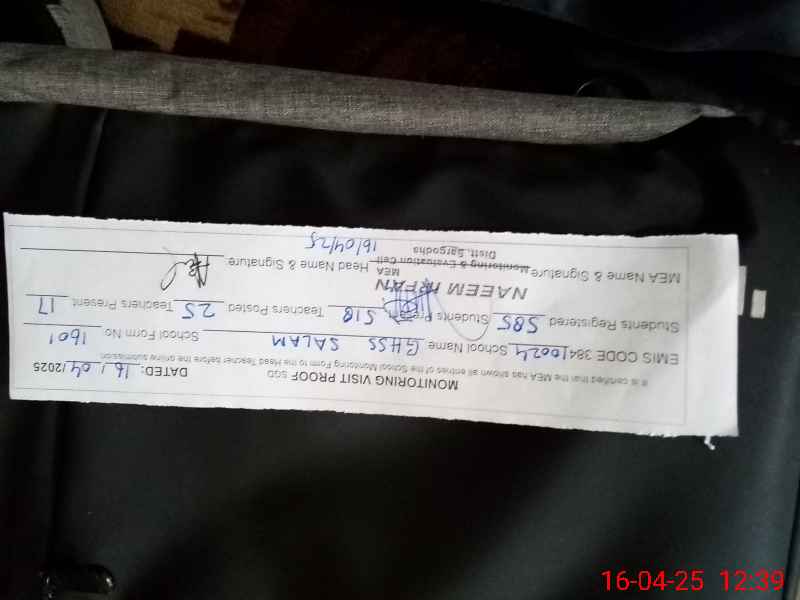 MONITORING VISIT PROOF SGD DATED: 16/04/2025
It is certified that the MEA has shown all entries of the School Monitoring Form to the Head Teacher before the online submission
EMIS CODE 38410024 School Name GHSS SALAM School Form No 1601
Students Registered 585 Students Present 518 Teachers Posted 25 Teachers Present 17
NAEEM IRFAN
MEA
MEA Name & Signature Monitoring & Evaluation Cell Head Name & Signature
Distt. Sargodha
16/04/25
16-04-25 12:39